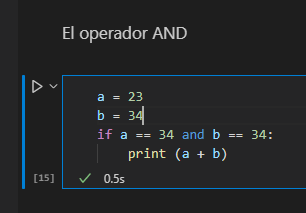 El operador AND
a = 23
b = 34
if a == 34 and b == 34:
    print (a + b)
[15]
0.5s